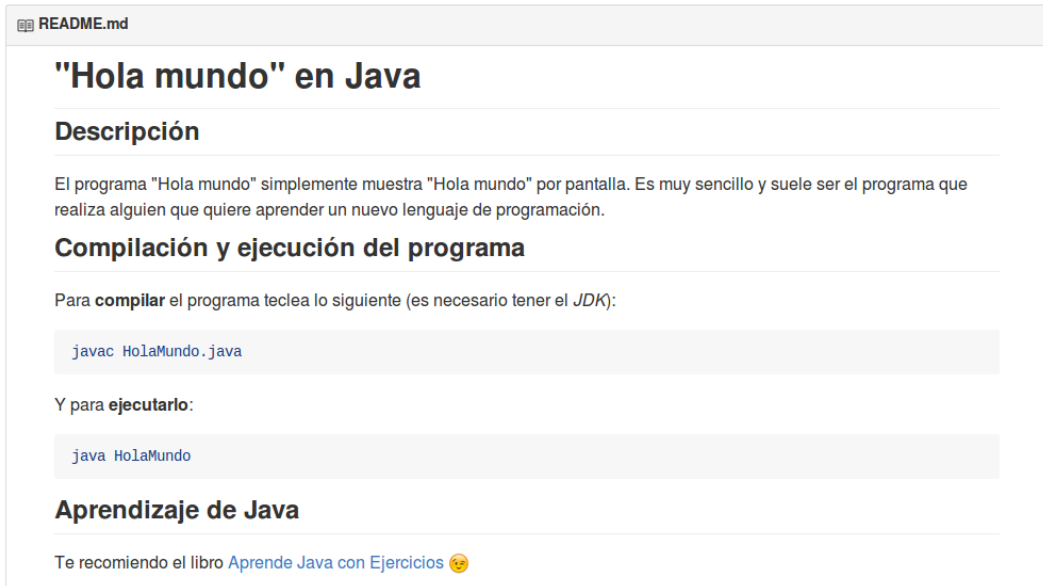 README.md
"Hola mundo" en Java
Descripción
El programa "Hola mundo" simplemente muestra "Hola mundo" por pantalla. Es muy sencillo y suele ser el programa que
realiza alguien que quiere aprender un nuevo lenguaje de programación.
Compilación y ejecución del programa
Para compilar el programa teclea lo siguiente (es necesario tener el JDK):
javac HolaMundo.java
Y para ejecutarlo:
java HolaMundo
Aprendizaje de Java
Te recomiendo el libro Aprende Java con Ejercicios 😉